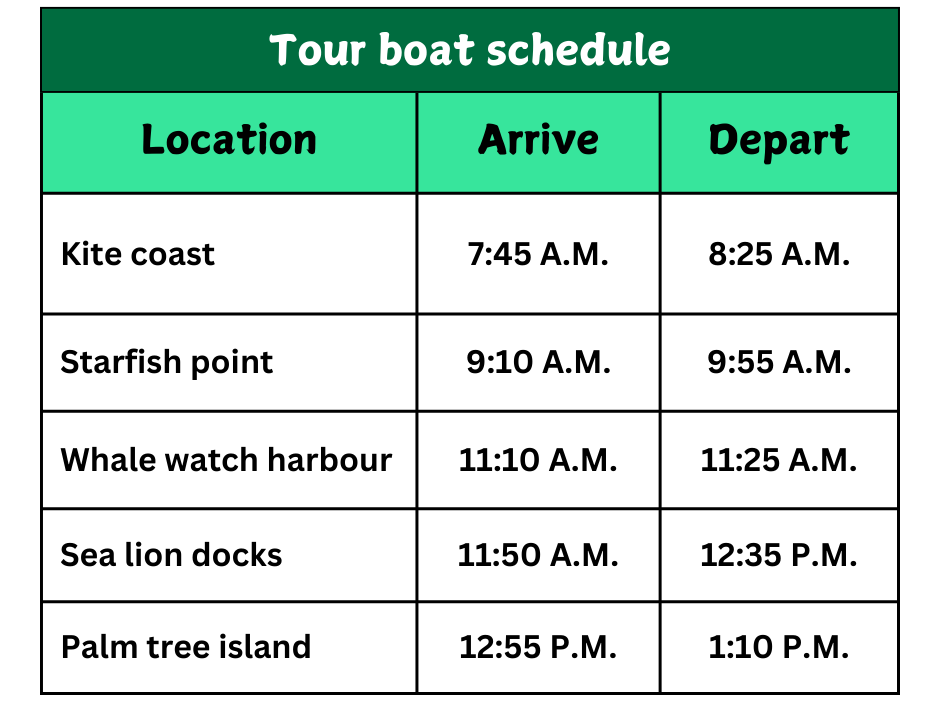 Tour boat schedule
Location Arrive Depart
Kite coast 7:45 A.M. 8:25 A.M.
Starfish point 9:10 A.M. 9:55 A.M.
Whale watch harbour 11:10 A.M. 11:25 A.M.
Sea lion docks 11:50 A.M. 12:35 P.M.
Palm tree island 12:55 P.M. 1:10 P.M.